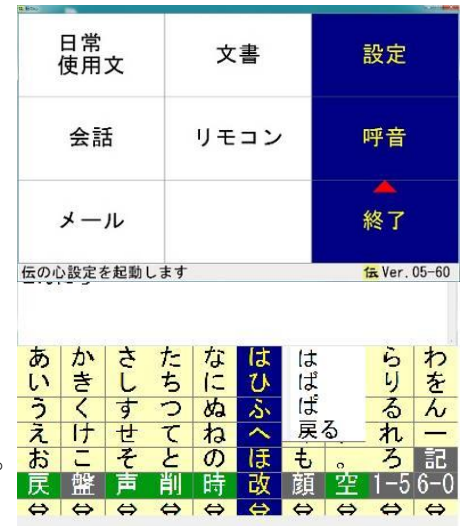 日常 使用文 文書 設定
会話 リモコン 呼音
メール 終了
伝の心設定を起動します 伝 Ver. 05-60
あ か さ た な は は ら わ
い き し ち に ひ ば り を
う く す つ ぬ ふ ぱ る ん
え け せ て ね へ 戻る れ ー
。 お こ そ と の ほ も 。 ろ 記
戻 盤 声 削 時 改 顔 空 1-5 6-0
⇔ ⇔ ⇔ ⇔ ⇔ ⇔ ⇔ ⇔ ⇔ ⇔